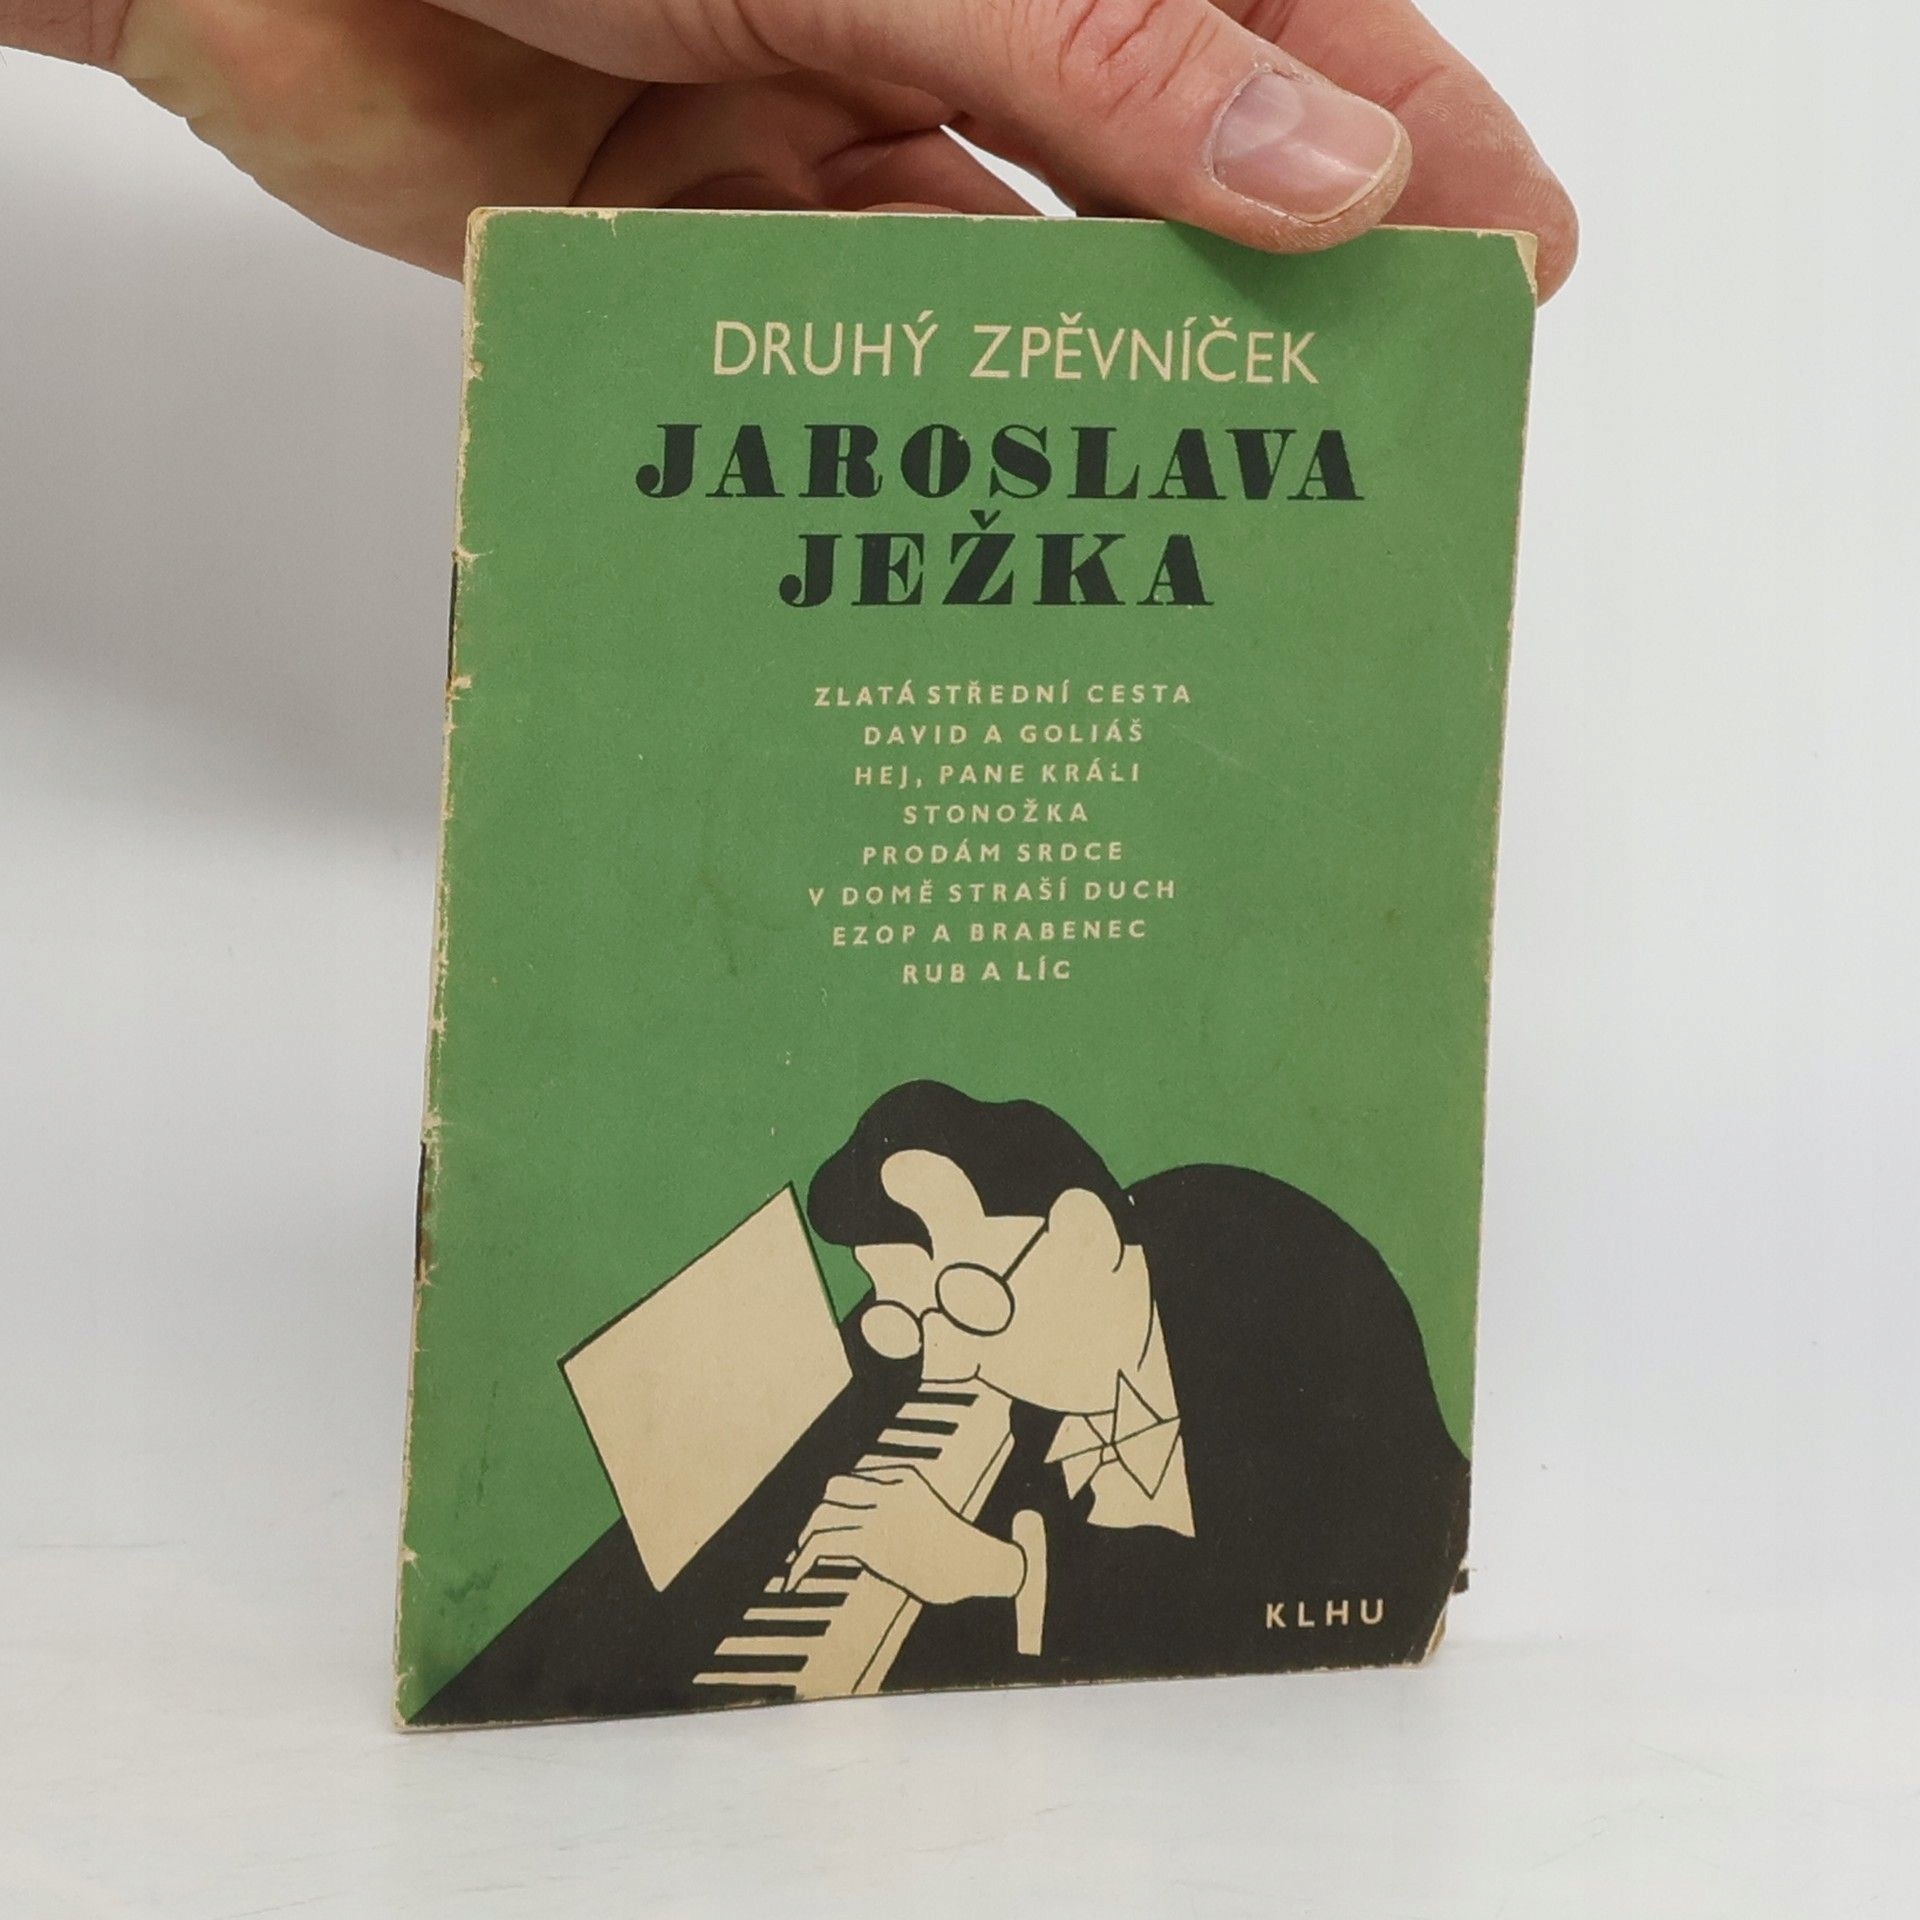 DRUHÝ ZPĚVNÍČEK
JAROSLAVA
JEŽKA
ZLATÁ STŘEDNÍ CESTA
DAVID A GOLIÁŠ
HEJ, PANE KRÁLI
STONOŽKA
PRODÁM SRDCE
V DOMĚ STRAŠÍ DUCH
EZOP A BRABENEC
RUB A LÍC
KLHU